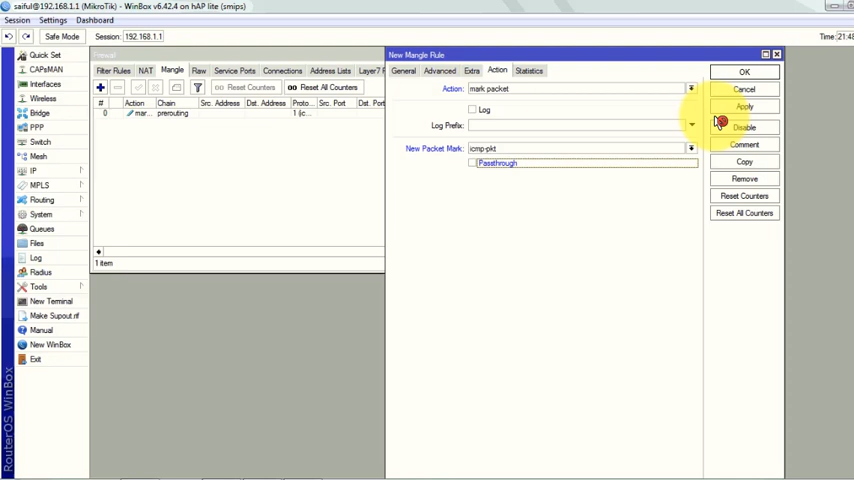 saiful@192.168.1.1 (MikroTik) - WinBox v6.42.4 on hAP lite (smips)
Session Settings Dashboard
Safe Mode Session: 192.168.1.1 Time: 21:48
Quick Set
CAPsMAN
Interfaces
Wireless
Bridge
PPP
Switch
Mesh
IP
MPLS
Routing
System
Queues
Files
Log
Radius
Tools
New Terminal
Make Supout.rif
Manual
New WinBox
Exit
RouterOS WinBox
Firewall
Filter Rules NAT Mangle Raw Service Ports Connections Address Lists Layer7 P
Reset Counters Reset All Counters
# Action Chain Src. Address Dst. Address Proto... Src. Port Dst. Port
0 mar... prerouting 1 (ic...
1 item
New Mangle Rule
General Advanced Extra Action Statistics
Action: mark packet
Log
Log Prefix:
New Packet Mark: icmp-pkt
Passthrough
OK
Cancel
Apply
Disable
Comment
Copy
Remove
Reset Counters
Reset All Counters